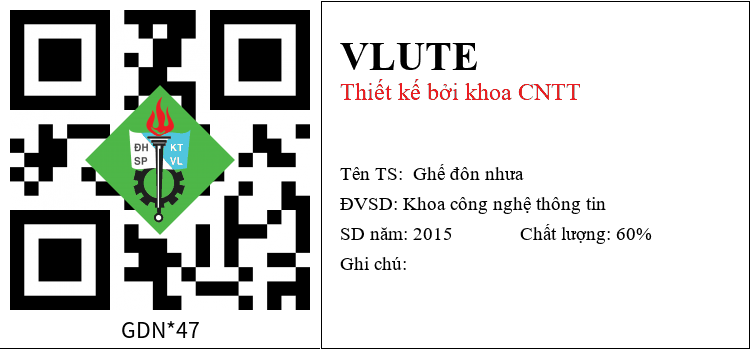 ĐH KT
SP VL
GDN*47
VLUTE
Thiết kế bởi khoa CNTT
Tên TS: Ghế đôn nhưa
ĐVSD: Khoa công nghệ thông tin
SD năm: 2015 Chất lượng: 60%
Ghi chú: